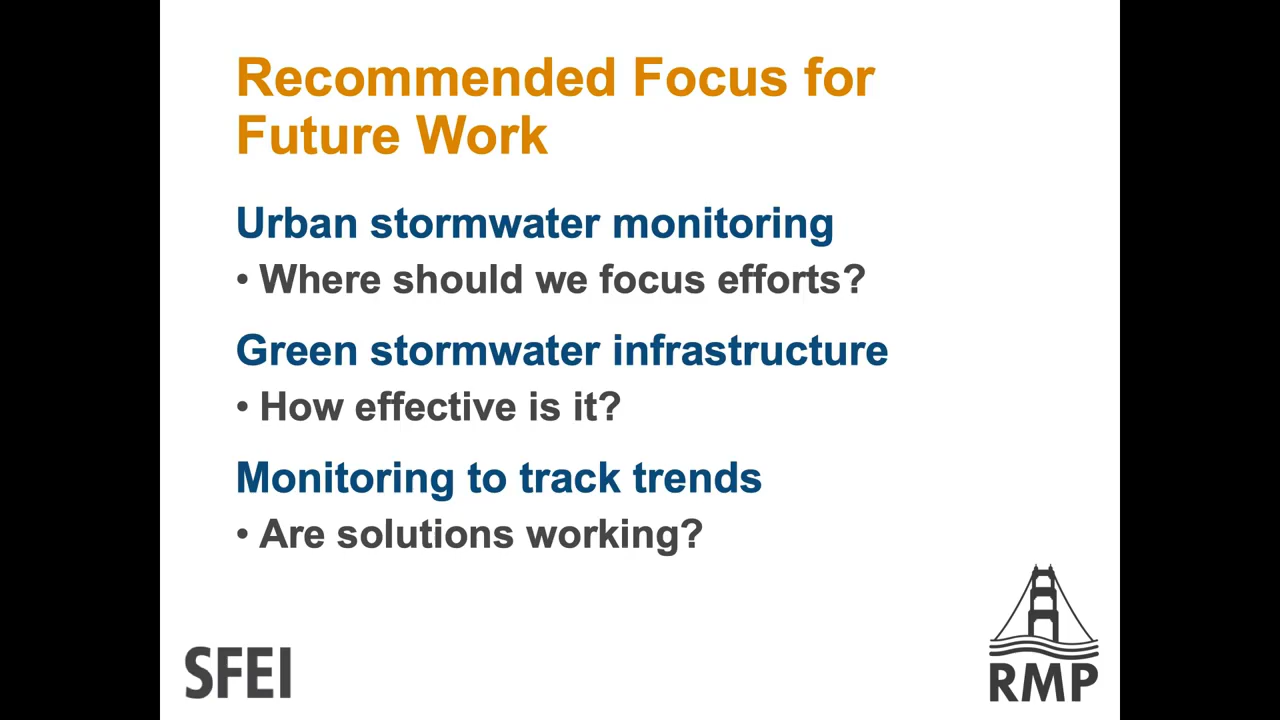 Recommended Focus for
Future Work
Urban stormwater monitoring
• Where should we focus efforts?
Green stormwater infrastructure
• How effective is it?
Monitoring to track trends
• Are solutions working?
SFEI
RMP